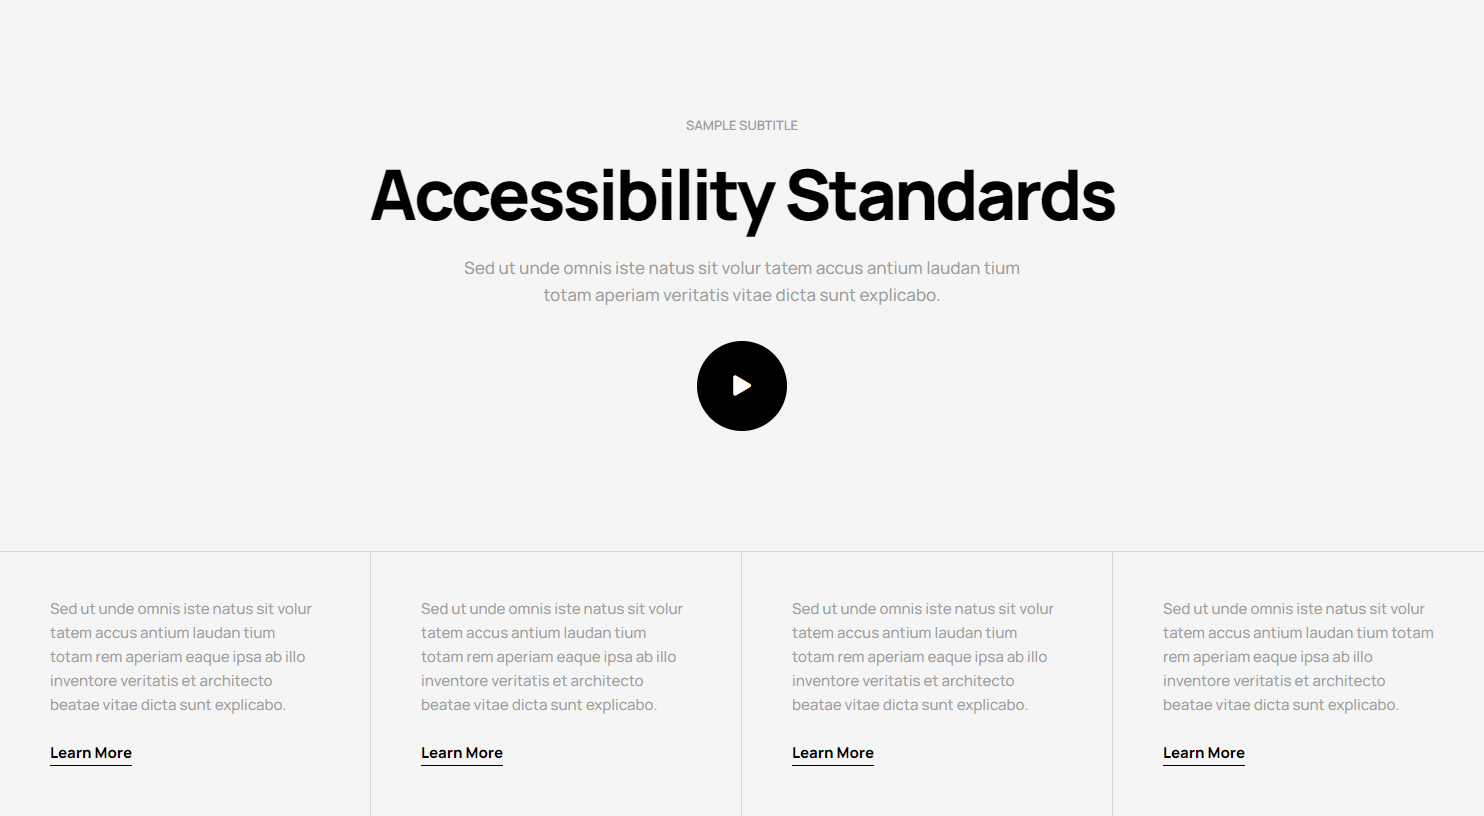 SAMPLE SUBTITLE
Accessibility Standards
Sed ut unde omnis iste natus sit volur tatem accus antium laudan tium
totam aperiam veritatis vitae dicta sunt explicabo.
Sed ut unde omnis iste natus sit volur
tatem accus antium laudan tium
totam rem aperiam eaque ipsa ab illo
inventore veritatis et architecto
beatae vitae dicta sunt explicabo.
Learn More
Sed ut unde omnis iste natus sit volur
tatem accus antium laudan tium
totam rem aperiam eaque ipsa ab illo
inventore veritatis et architecto
beatae vitae dicta sunt explicabo.
Learn More
Sed ut unde omnis iste natus sit volur
tatem accus antium laudan tium
totam rem aperiam eaque ipsa ab illo
inventore veritatis et architecto
beatae vitae dicta sunt explicabo.
Learn More
Sed ut unde omnis iste natus sit volur
tatem accus antium laudan tium totam
rem aperiam eaque ipsa ab illo
inventore veritatis et architecto
beatae vitae dicta sunt explicabo.
Learn More